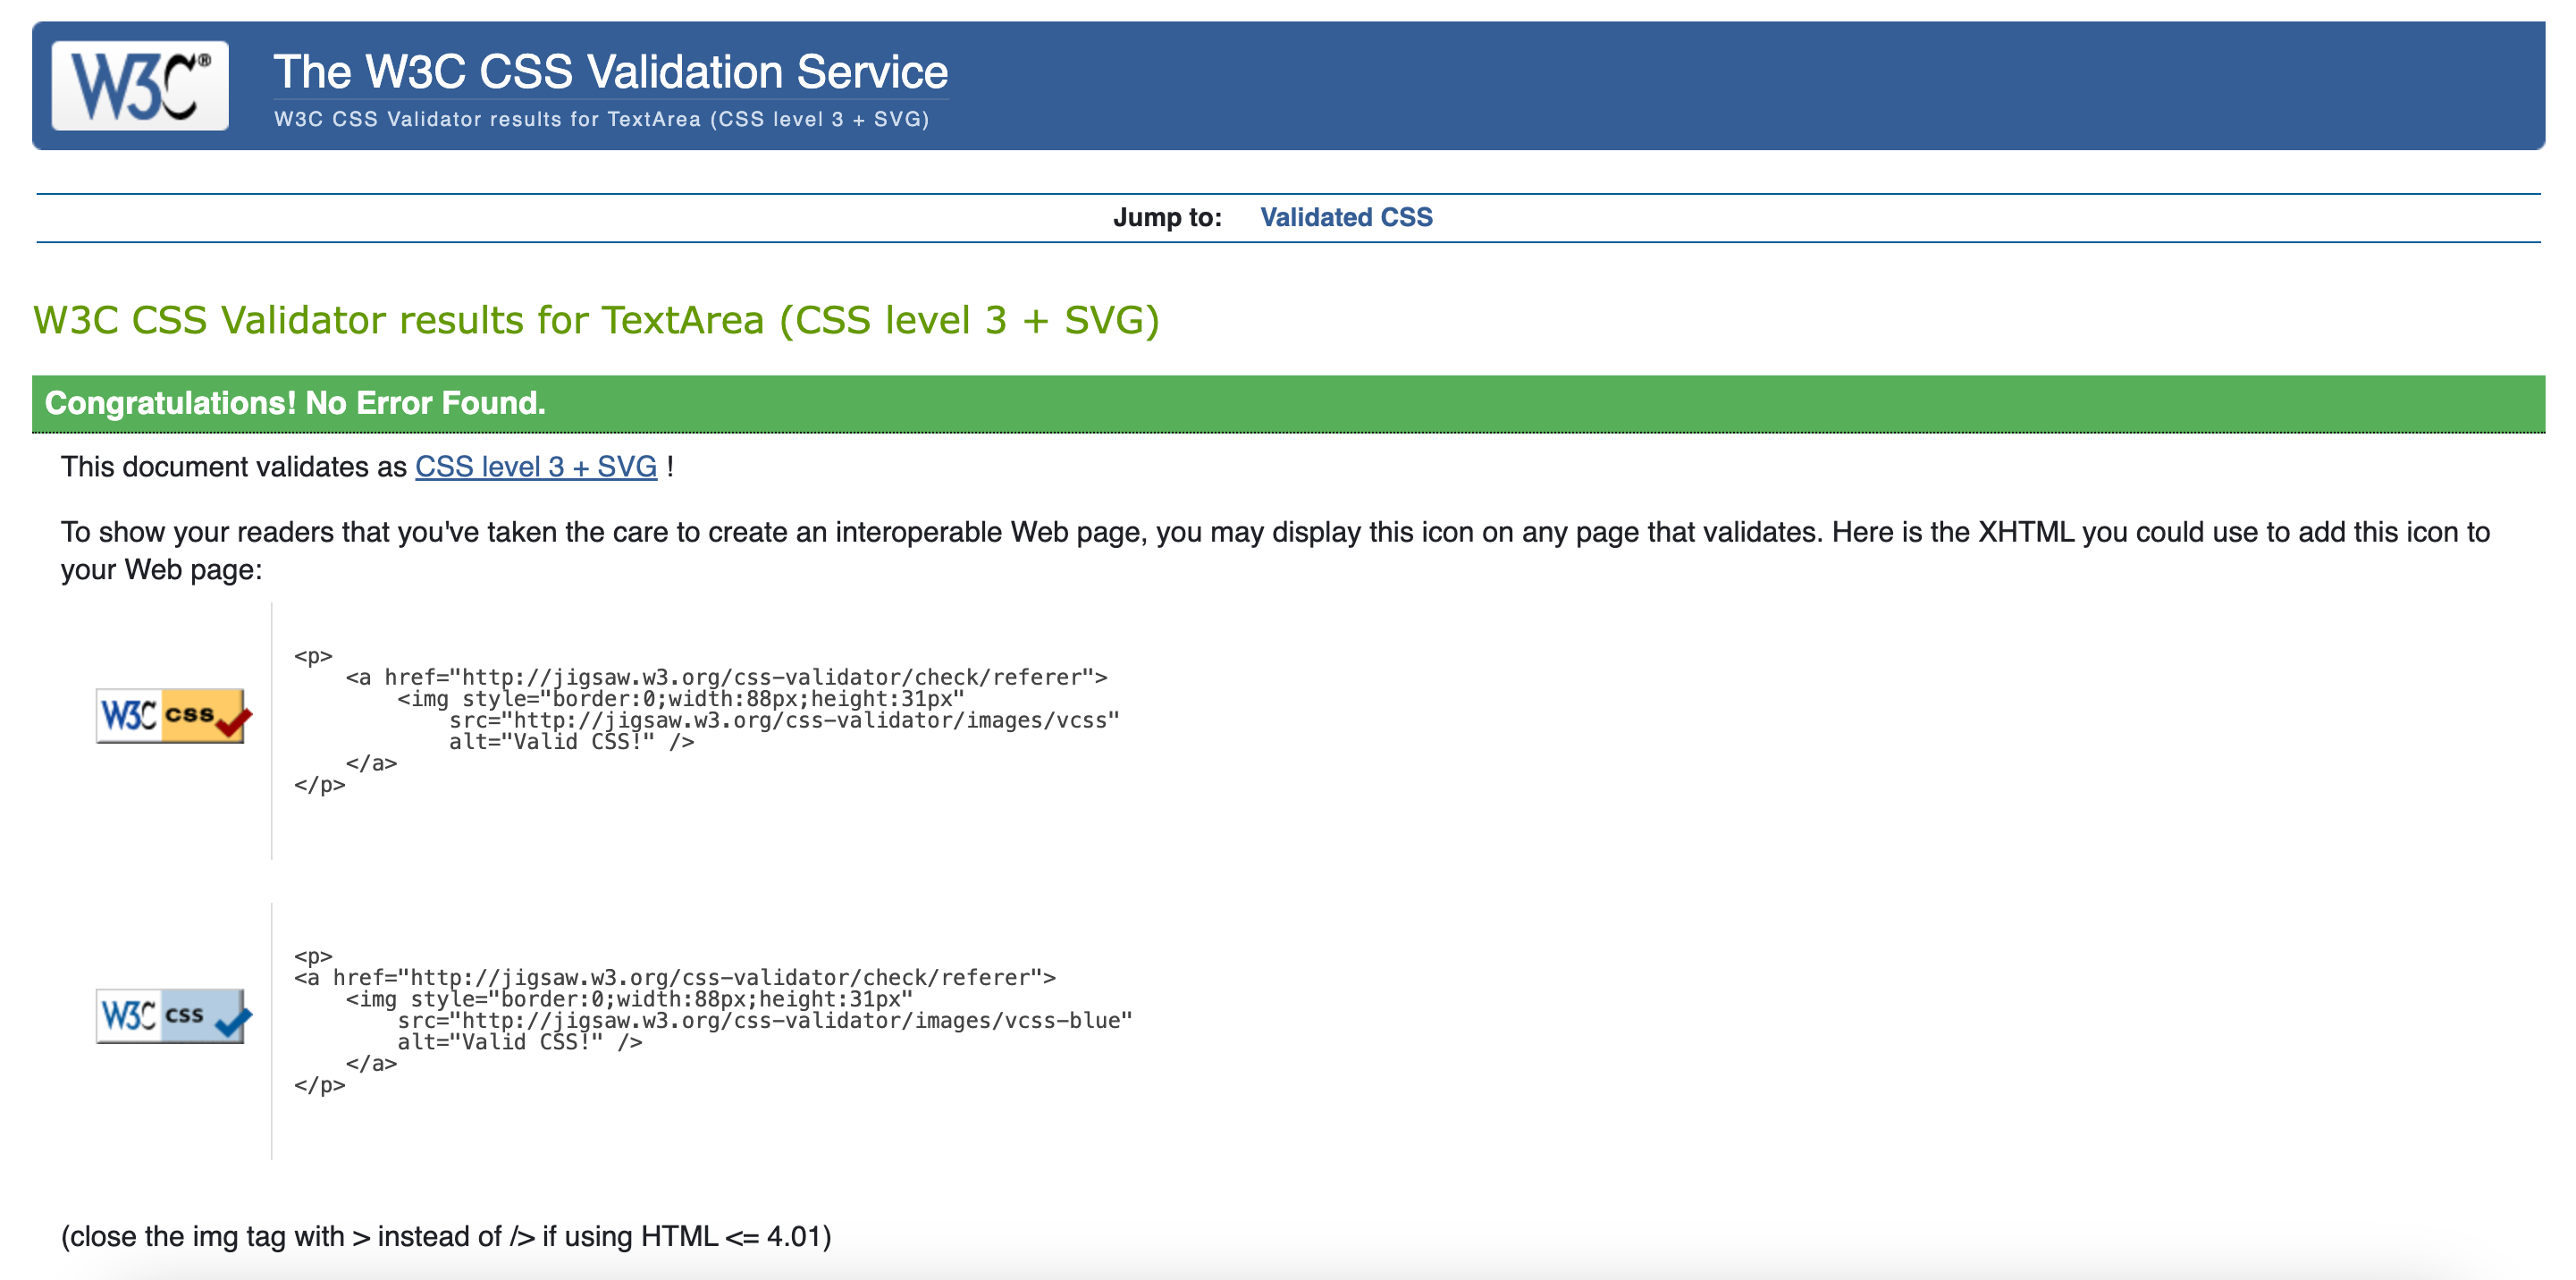 W3C®
The W3C CSS Validation Service
W3C CSS Validator results for TextArea (CSS level 3 + SVG)
Jump to: Validated CSS
W3C CSS Validator results for TextArea (CSS level 3 + SVG)
Congratulations! No Error Found.
This document validates as CSS level 3 + SVG !
To show your readers that you've taken the care to create an interoperable Web page, you may display this icon on any page that validates. Here is the XHTML you could use to add this icon to
your Web page:
<p>
    <a href="http://jigsaw.w3.org/css-validator/check/referer">
        <img style="border:0;width:88px;height:31px"
            src="http://jigsaw.w3.org/css-validator/images/vcss"
            alt="Valid CSS!" />
    </a>
</p>
W3C css
<p>
<a href="http://jigsaw.w3.org/css-validator/check/referer">
    <img style="border:0;width:88px;height:31px"
        src="http://jigsaw.w3.org/css-validator/images/vcss-blue"
        alt="Valid CSS!" />
    </a>
</p>
W3C css
(close the img tag with > instead of /> if using HTML <= 4.01)